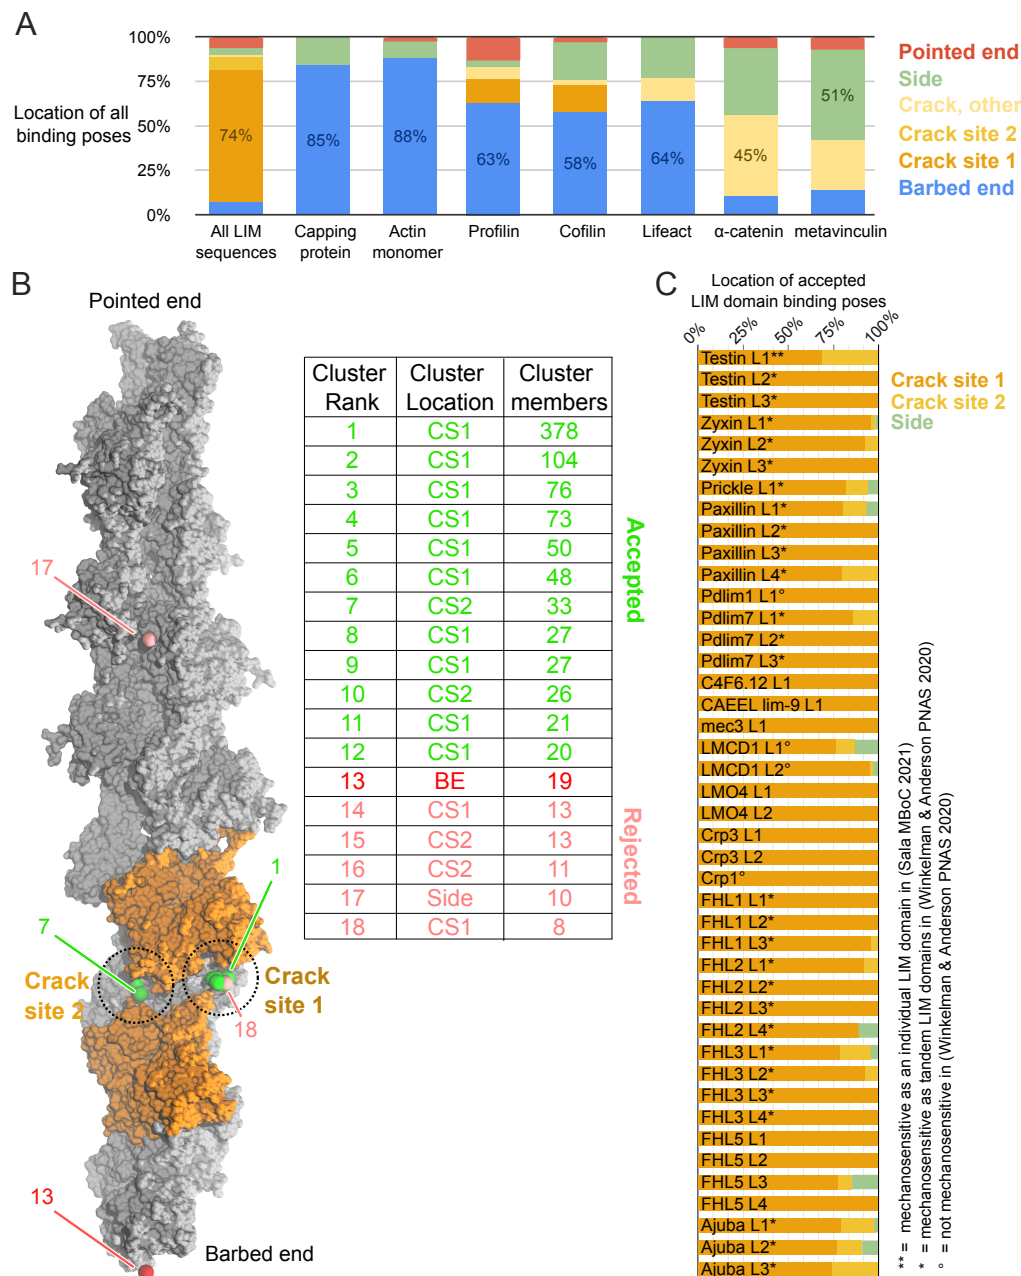 A
100%
75%
50%
25%
0%
Location of all
binding poses
74%
85%
88%
63%
58%
64%
45%
51%
All LIM
sequences
Capping
protein
Actin
monomer
Profilin
Cofilin
Lifeact
α-catenin
metavinculin
Pointed end
Side
Crack, other
Crack site 2
Crack site 1
Barbed end
B
Pointed end
17
1
7
Crack
site 2
Crack
site 1
18
13
Barbed end
Cluster Rank Cluster Location Cluster members
1 CS1 378
2 CS1 104
3 CS1 76
4 CS1 73
5 CS1 50
6 CS1 48
7 CS2 33
8 CS1 27
9 CS1 27
10 CS2 26
11 CS1 21
12 CS1 20
13 BE 19
14 CS1 13
15 CS2 13
16 CS2 11
17 Side 10
18 CS1 8
Accepted
Rejected
C
Location of accepted
LIM domain binding poses
0% 25% 50% 75% 100%
Testin L1**
Testin L2*
Testin L3*
Zyxin L1*
Zyxin L2*
Zyxin L3*
Prickle L1*
Paxillin L1*
Paxillin L2*
Paxillin L3*
Paxillin L4*
Pdlim1 L1°
Pdlim7 L1*
Pdlim7 L2*
Pdlim7 L3*
C4F6.12 L1
CAEEL lim-9 L1
mec3 L1
LMCD1 L1°
LMCD1 L2°
LMO4 L1
LMO4 L2
Crp3 L1
Crp3 L2
Crp1°
FHL1 L1*
FHL1 L2*
FHL1 L3*
FHL2 L1*
FHL2 L2*
FHL2 L3*
FHL2 L4*
FHL3 L1*
FHL3 L2*
FHL3 L3*
FHL3 L4*
FHL5 L1
FHL5 L2
FHL5 L3
FHL5 L4
Ajuba L1*
Ajuba L2*
Ajuba L3*
Crack site 1
Crack site 2
Side
** = mechanosensitive as an individual LIM domain in (Sala MBoC 2021)
* = mechanosensitive as tandem LIM domains in (Winkelman & Anderson PNAS 2020)
° = not mechanosensitive in (Winkelman & Anderson PNAS 2020)